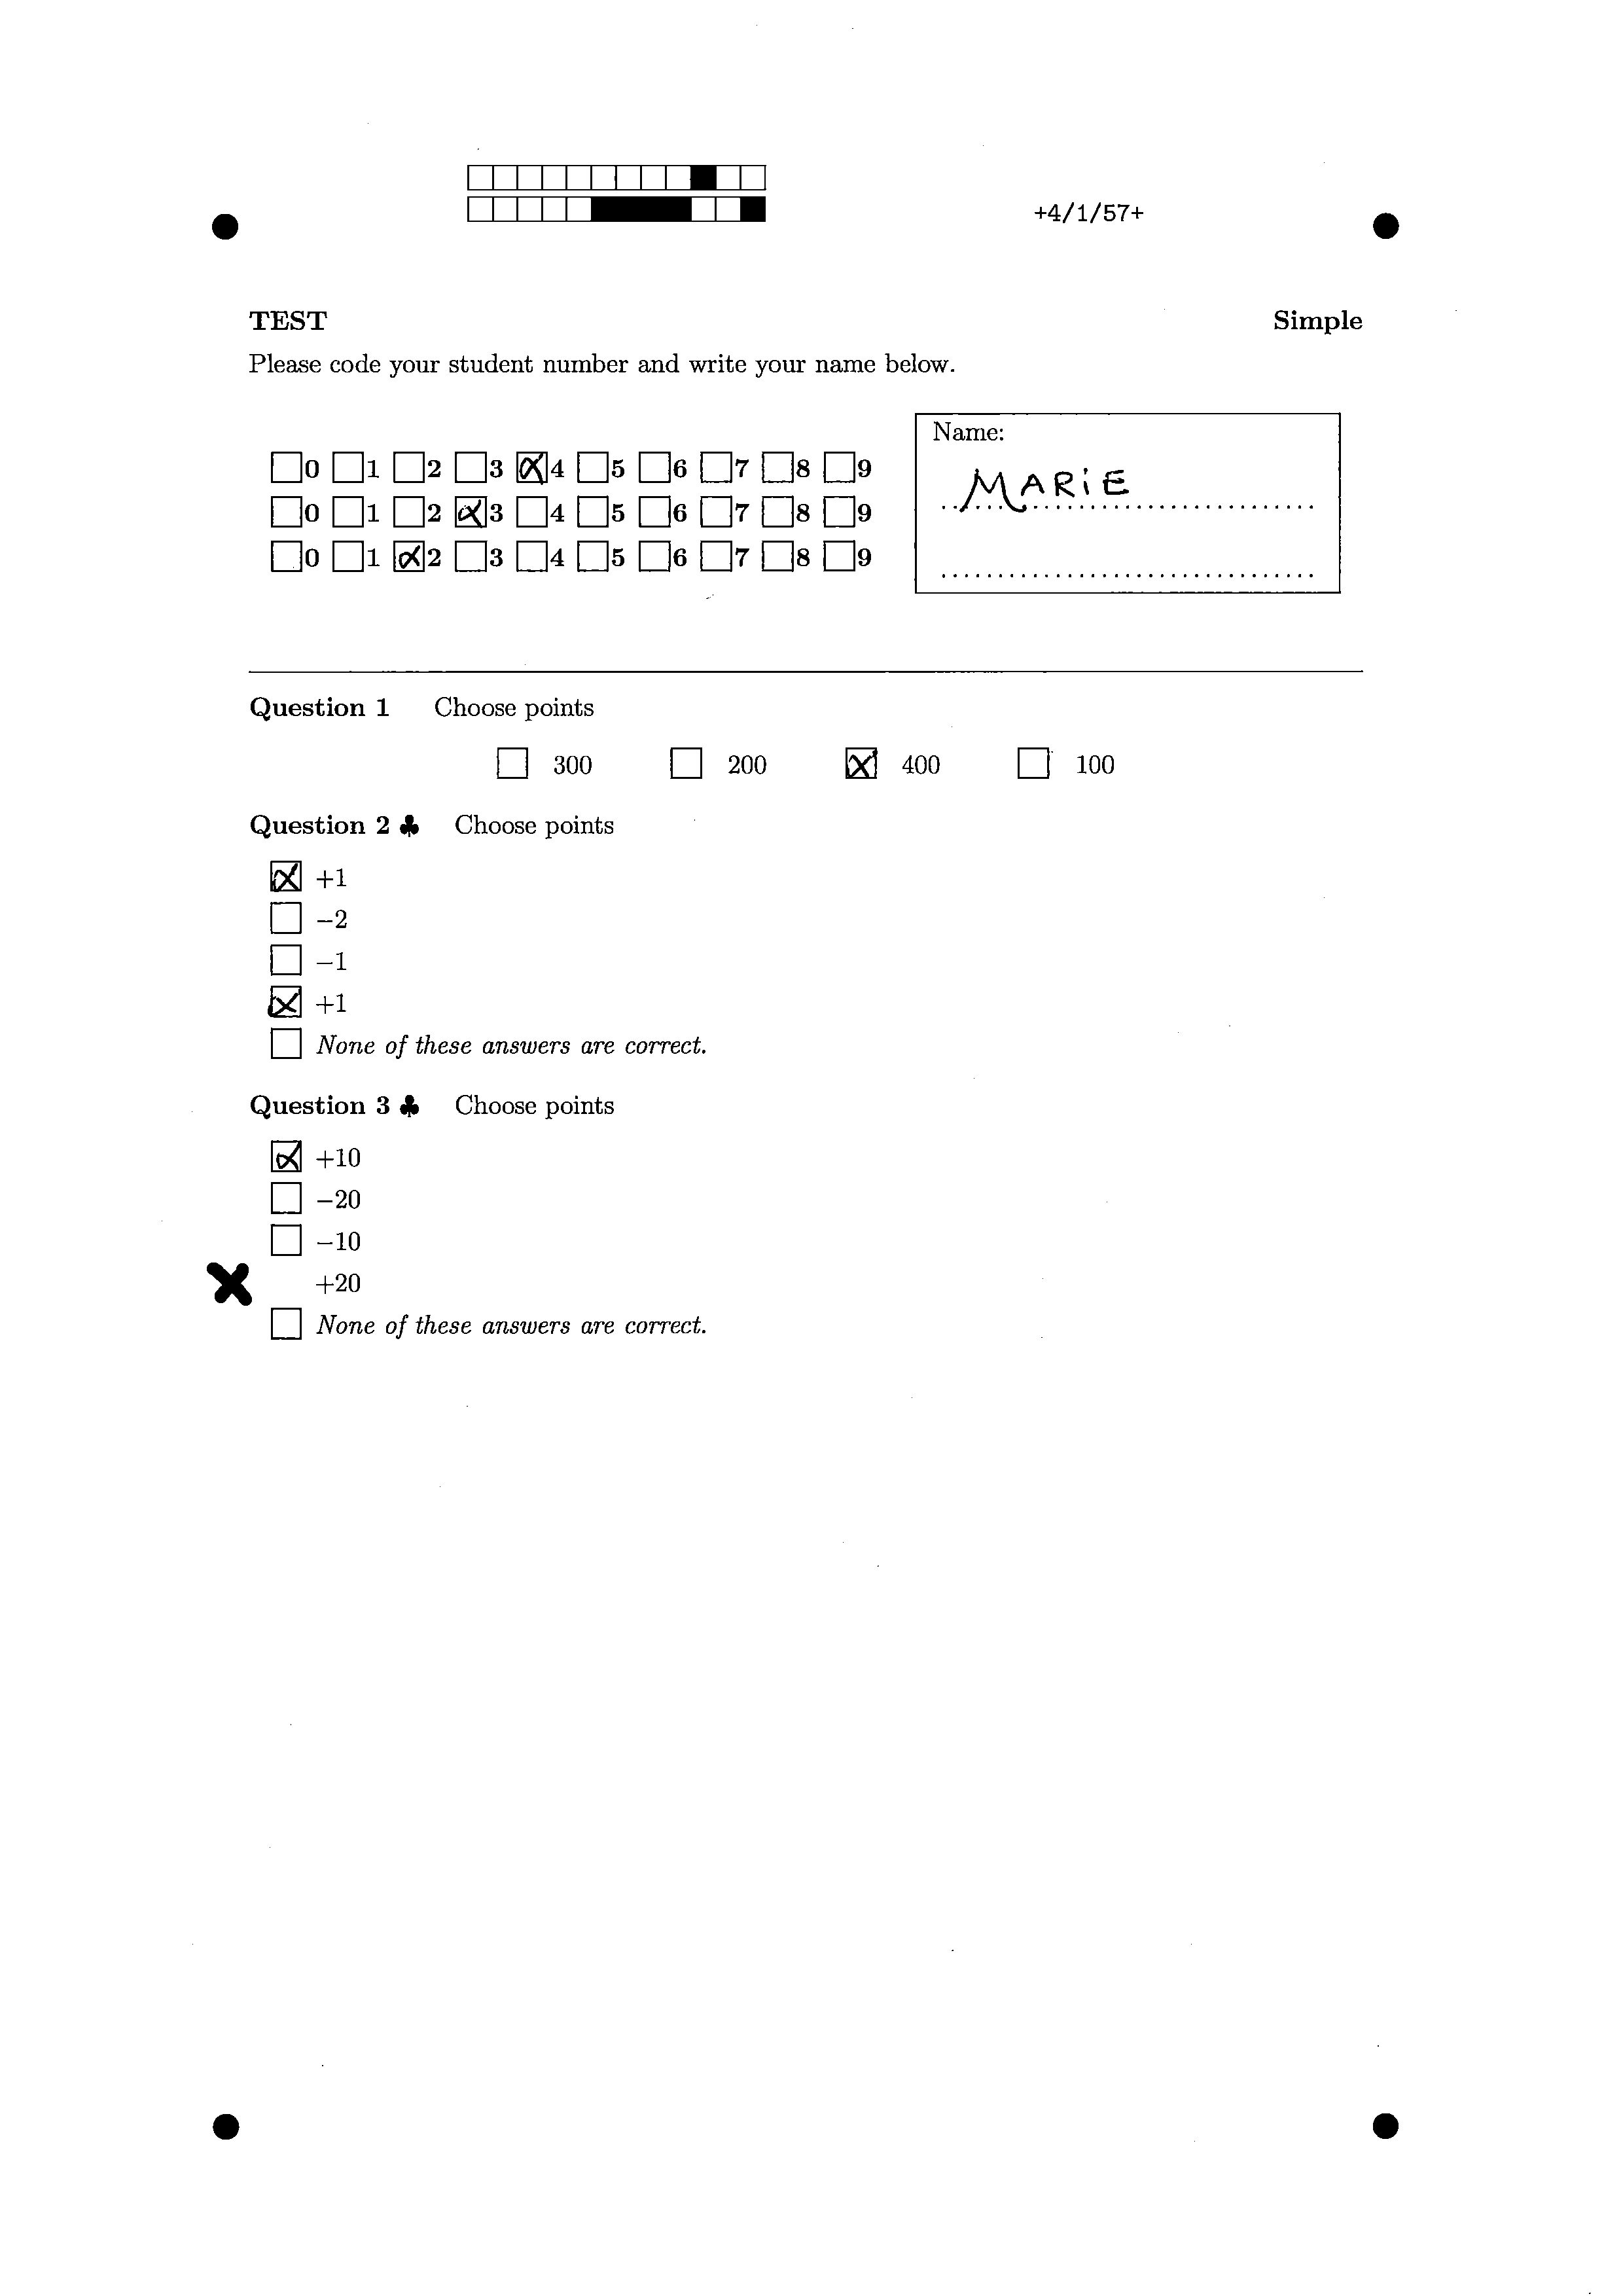 +4/1/57+
TEST Simple
Please code your student number and write your name below.
Name:
MARiE
0 1 2 3 4 5 6 7 8 9
0 1 2 3 4 5 6 7 8 9
0 1 2 3 4 5 6 7 8 9
Question 1 Choose points
300 200 400 100
Question 2 ♣ Choose points
+1
−2
−1
+1
None of these answers are correct.
Question 3 ♣ Choose points
+10
−20
−10
+20
None of these answers are correct.